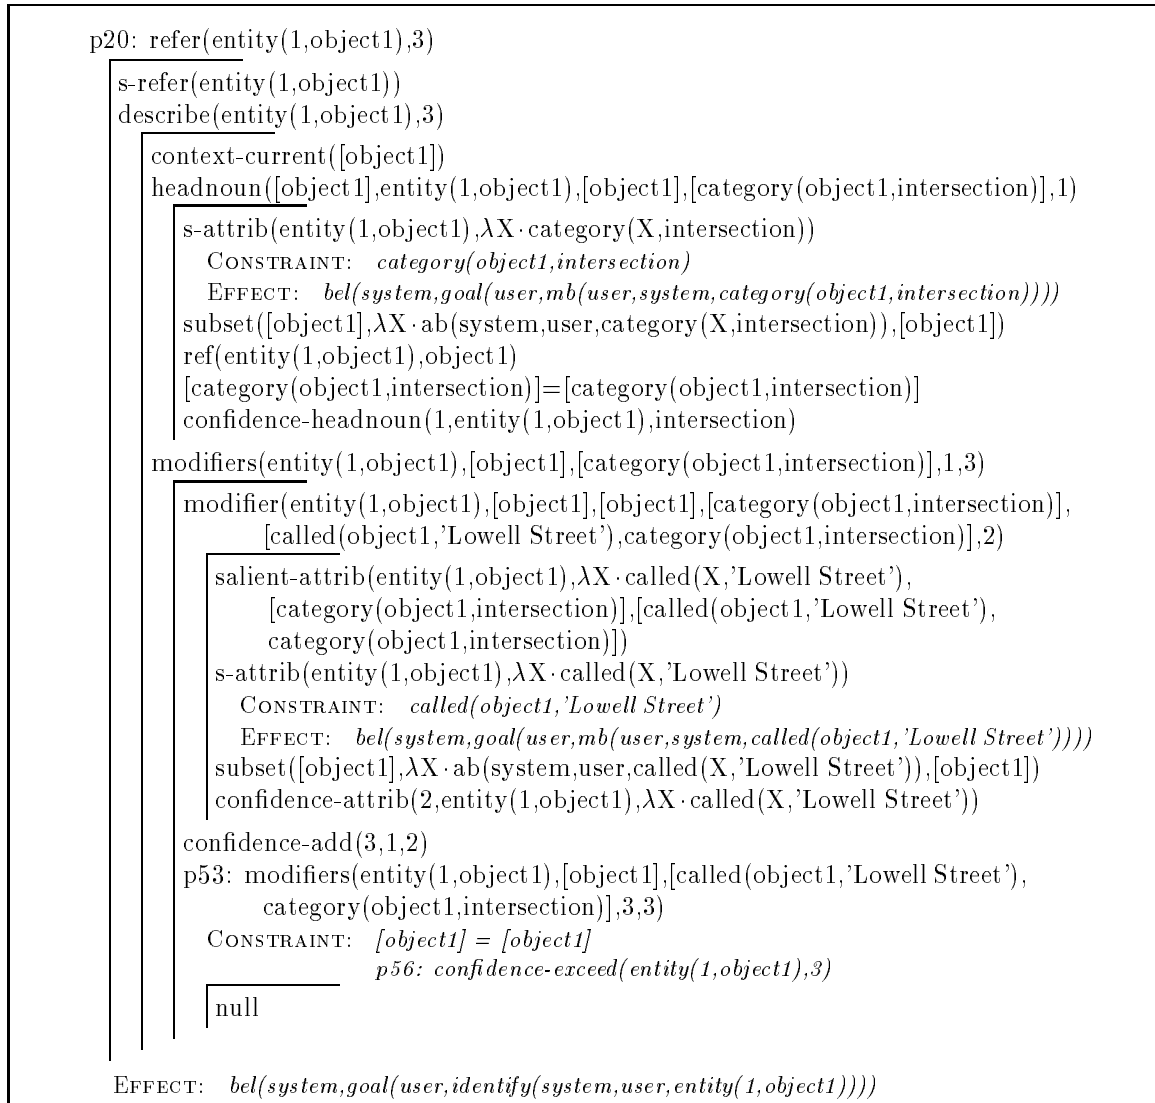 p20: refer(entity(1,object1),3)
s-refer(entity(1,object1))
describe(entity(1,object1),3)
context-current([object1])
headnoun([object1],entity(1,object1),[object1],[category(object1,intersection)],1)
s-attrib(entity(1,object1),λX·category(X,intersection))
CONSTRAINT: category(object1,intersection)
EFFECT: bel(system,goal(user,mb(user,system,category(object1,intersection))))
subset([object1],λX·ab(system,user,category(X,intersection)),[object1])
ref(entity(1,object1),object1)
[category(object1,intersection)]=[category(object1,intersection)]
confidence-headnoun(1,entity(1,object1),intersection)
modifiers(entity(1,object1),[object1],[category(object1,intersection)],1,3)
modifier(entity(1,object1),[object1],[object1],[category(object1,intersection)],
[called(object1,'Lowell Street'),category(object1,intersection)],2)
salient-attrib(entity(1,object1),λX·called(X,'Lowell Street'),
[category(object1,intersection)],[called(object1,'Lowell Street'),
category(object1,intersection)])
s-attrib(entity(1,object1),λX·called(X,'Lowell Street'))
CONSTRAINT: called(object1,'Lowell Street')
EFFECT: bel(system,goal(user,mb(user,system,called(object1,'Lowell Street'))))
subset([object1],λX·ab(system,user,called(X,'Lowell Street')),[object1])
confidence-attrib(2,entity(1,object1),λX·called(X,'Lowell Street'))
confidence-add(3,1,2)
p53: modifiers(entity(1,object1),[object1],[called(object1,'Lowell Street'),
category(object1,intersection)],3,3)
CONSTRAINT: [object1] = [object1]
p56: confidence-exceed(entity(1,object1),3)
null
EFFECT: bel(system,goal(user,identify(system,user,entity(1,object1))))